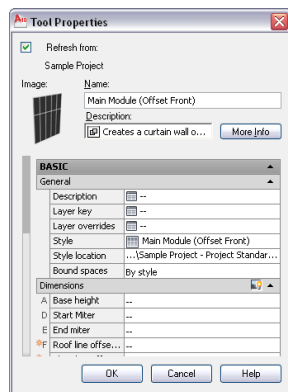 Tool Properties
Refresh from:
Sample Project
Image:
Name:
Main Module (Offset Front)
Description:
Creates a curtain wall o...
More Info
BASIC
General
Description --
Layer key --
Layer overrides --
Style Main Module (Offset Front)
Style location ...\Sample Project - Project Standar...
Bound spaces By style
Dimensions
A Base height --
D Start Miter --
E End miter --
F Roof line offse... --
OK Cancel Help